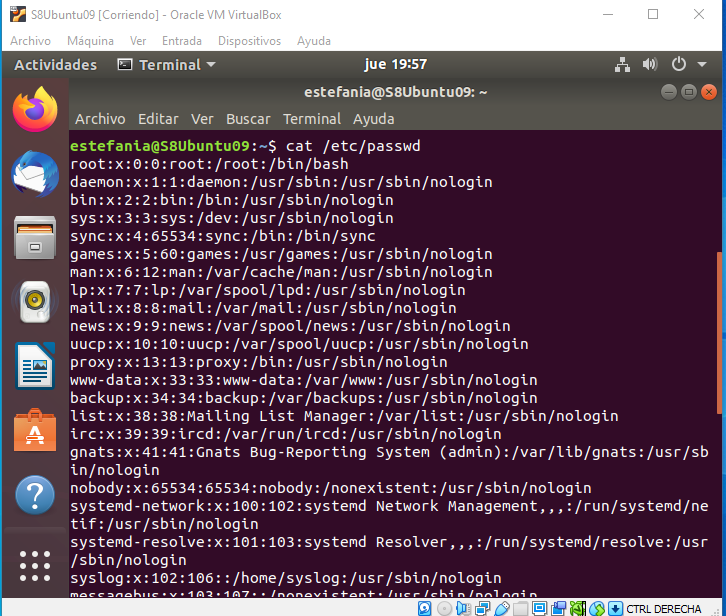 S8Ubuntu09 [Corriendo] - Oracle VM VirtualBox
Archivo Máquina Ver Entrada Dispositivos Ayuda
Actividades Terminal jue 19:57
estefania@S8Ubuntu09: ~
Archivo Editar Ver Buscar Terminal Ayuda
estefania@S8Ubuntu09:~$ cat /etc/passwd
root:x:0:0:root:/root:/bin/bash
daemon:x:1:1:daemon:/usr/sbin:/usr/sbin/nologin
bin:x:2:2:bin:/bin:/usr/sbin/nologin
sys:x:3:3:sys:/dev:/usr/sbin/nologin
sync:x:4:65534:sync:/bin:/bin/sync
games:x:5:60:games:/usr/games:/usr/sbin/nologin
man:x:6:12:man:/var/cache/man:/usr/sbin/nologin
lp:x:7:7:lp:/var/spool/lpd:/usr/sbin/nologin
mail:x:8:8:mail:/var/mail:/usr/sbin/nologin
news:x:9:9:news:/var/spool/news:/usr/sbin/nologin
uucp:x:10:10:uucp:/var/spool/uucp:/usr/sbin/nologin
proxy:x:13:13:proxy:/bin:/usr/sbin/nologin
www-data:x:33:33:www-data:/var/www:/usr/sbin/nologin
backup:x:34:34:backup:/var/backups:/usr/sbin/nologin
list:x:38:38:Mailing List Manager:/var/list:/usr/sbin/nologin
irc:x:39:39:ircd:/var/run/ircd:/usr/sbin/nologin
gnats:x:41:41:Gnats Bug-Reporting System (admin):/var/lib/gnats:/usr/sb
in/nologin
nobody:x:65534:65534:nobody:/nonexistent:/usr/sbin/nologin
systemd-network:x:100:102:systemd Network Management,,,:/run/systemd/ne
tif:/usr/sbin/nologin
systemd-resolve:x:101:103:systemd Resolver,,,:/run/systemd/resolve:/usr
/sbin/nologin
syslog:x:102:106::/home/syslog:/usr/sbin/nologin
messagebus:x:103:107::/nonexistent:/usr/sbin/nologin
CTRL DERECHA